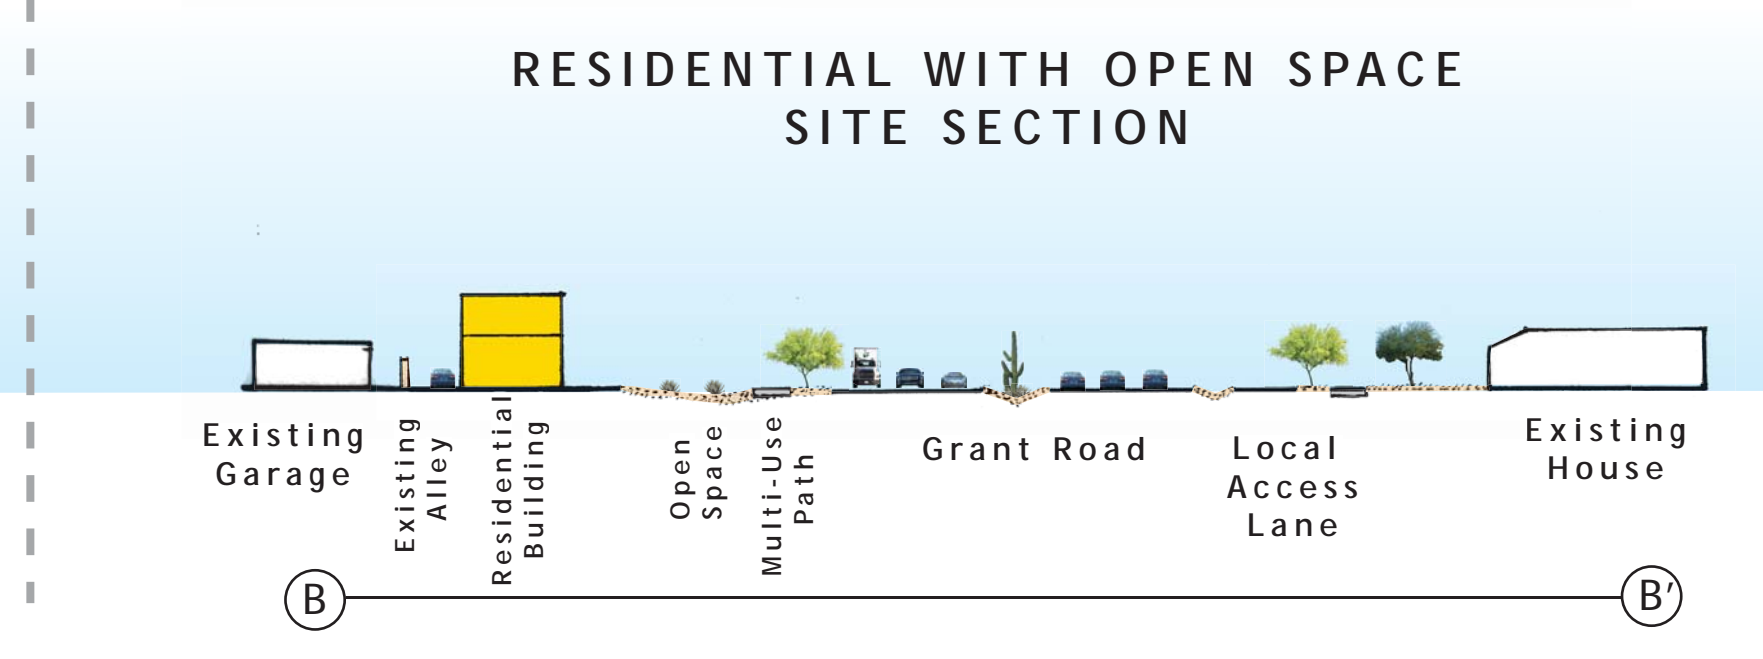 RESIDENTIAL WITH OPEN SPACE
SITE SECTION
Existing
Garage
Existing
Alley
Residential
Building
Open
Space
Multi-Use
Path
Grant Road
Local
Access
Lane
Existing
House
B
B'